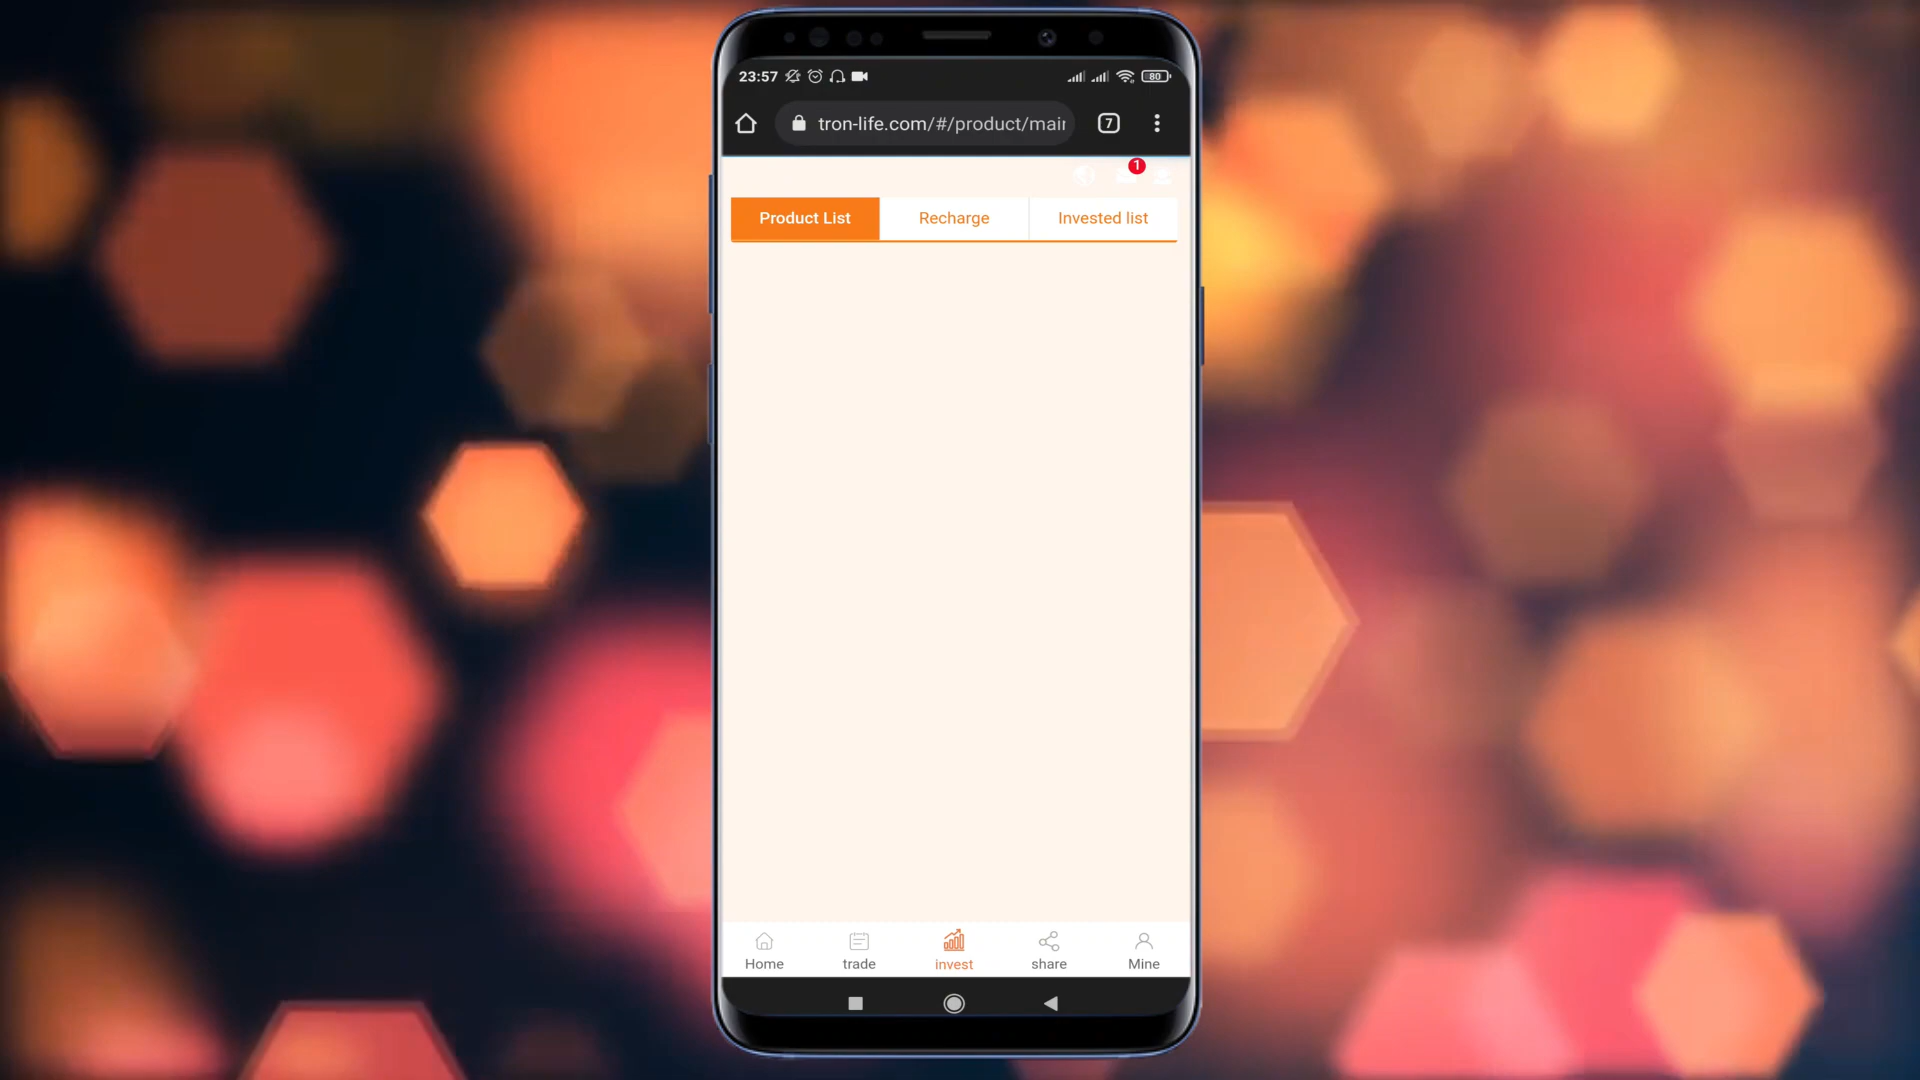 23:57
80
tron-life.com/#/product/mair
7
1
Product List
Recharge
Invested list
Home
trade
invest
share
Mine